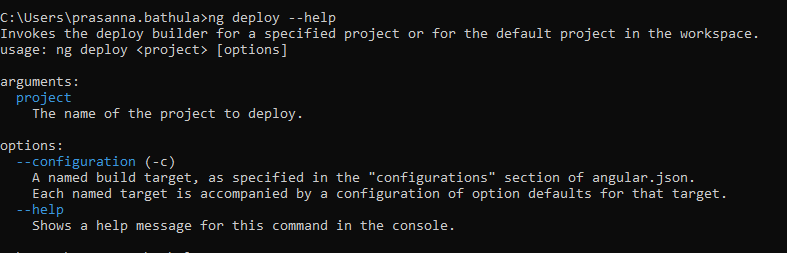 C:\Users\prasanna.bathula>ng deploy --help
Invokes the deploy builder for a specified project or for the default project in the workspace.
usage: ng deploy <project> [options]
arguments:
project
The name of the project to deploy.
options:
--configuration (-c)
A named build target, as specified in the "configurations" section of angular.json.
Each named target is accompanied by a configuration of option defaults for that target.
--help
Shows a help message for this command in the console.